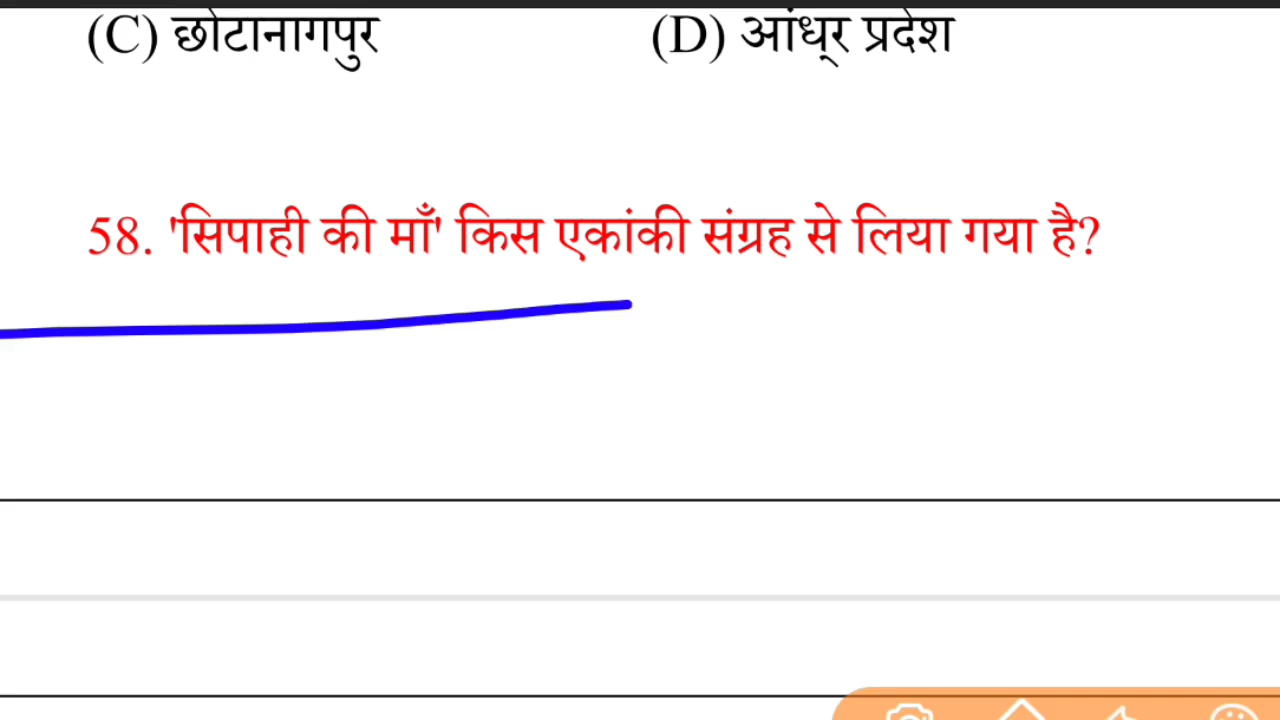 (C) छोटानागपुर (D) आंध्र प्रदेश
58. 'सिपाही की माँ' किस एकांकी संग्रह से लिया गया है?